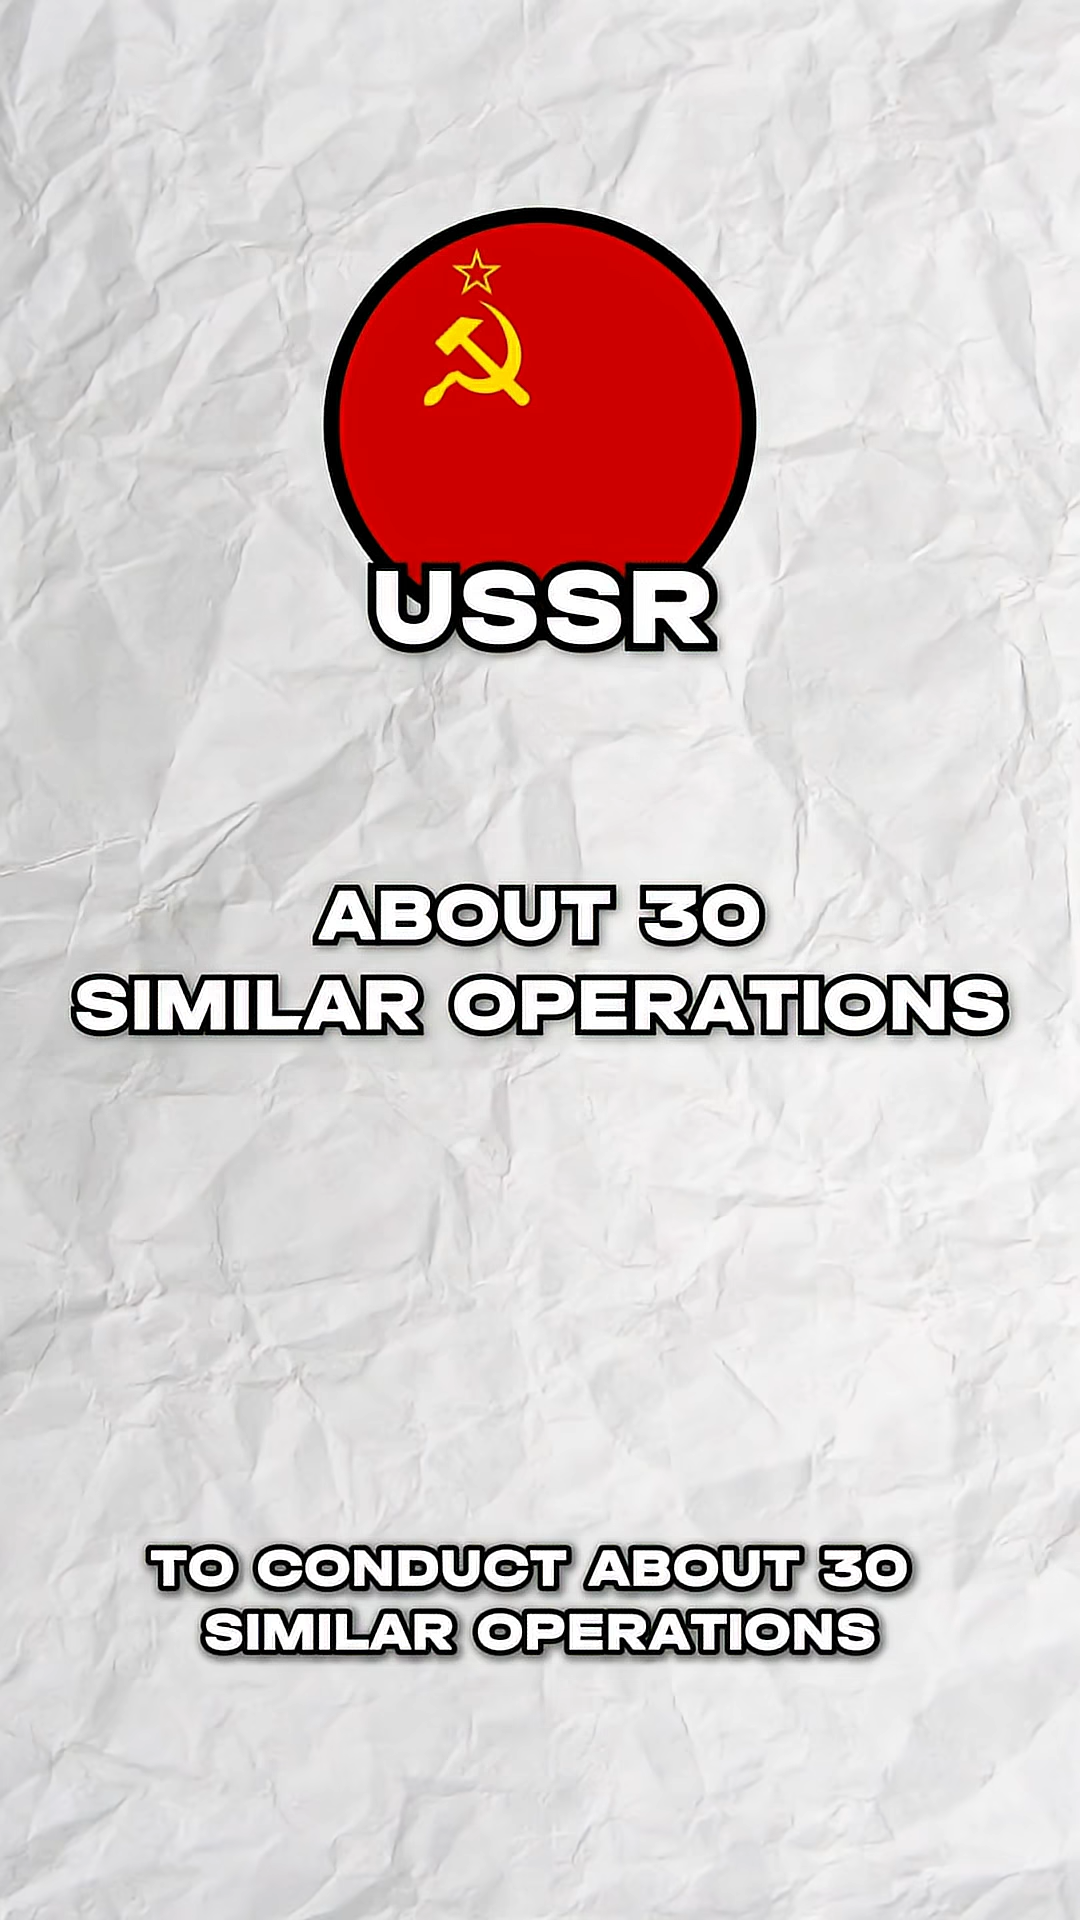 USSR
ABOUT 30
SIMILAR OPERATIONS
TO CONDUCT ABOUT 30
SIMILAR OPERATIONS